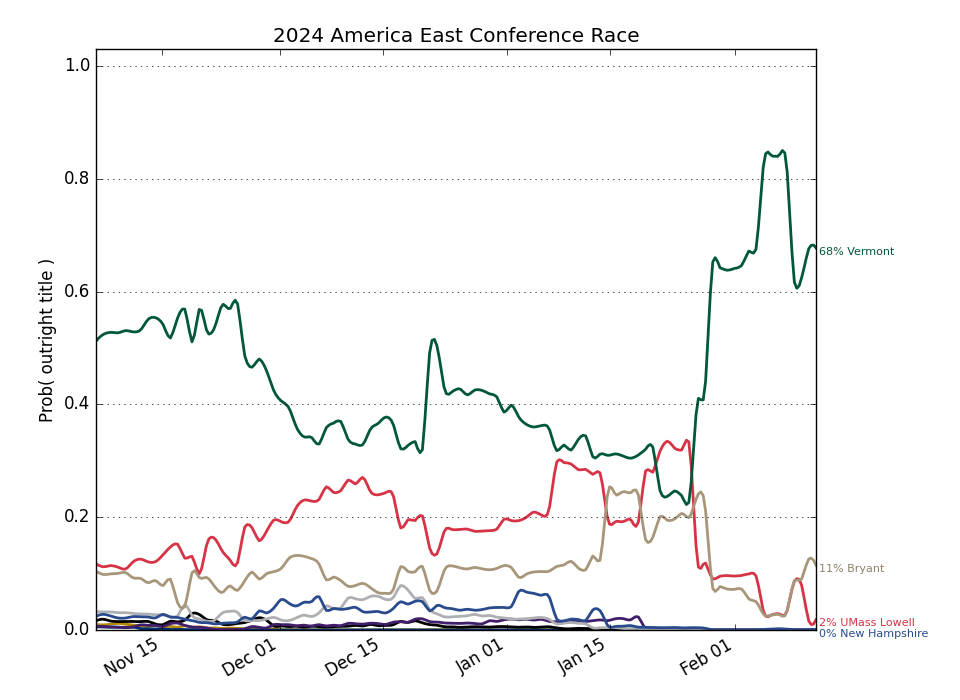 2024 America East Conference Race
Prob( outright title )
1.0
0.8
0.6
0.4
0.2
0.0
68% Vermont
11% Bryant
2% UMass Lowell
0% New Hampshire
Nov 15
Dec 01
Dec 15
Jan 01
Jan 15
Feb 01